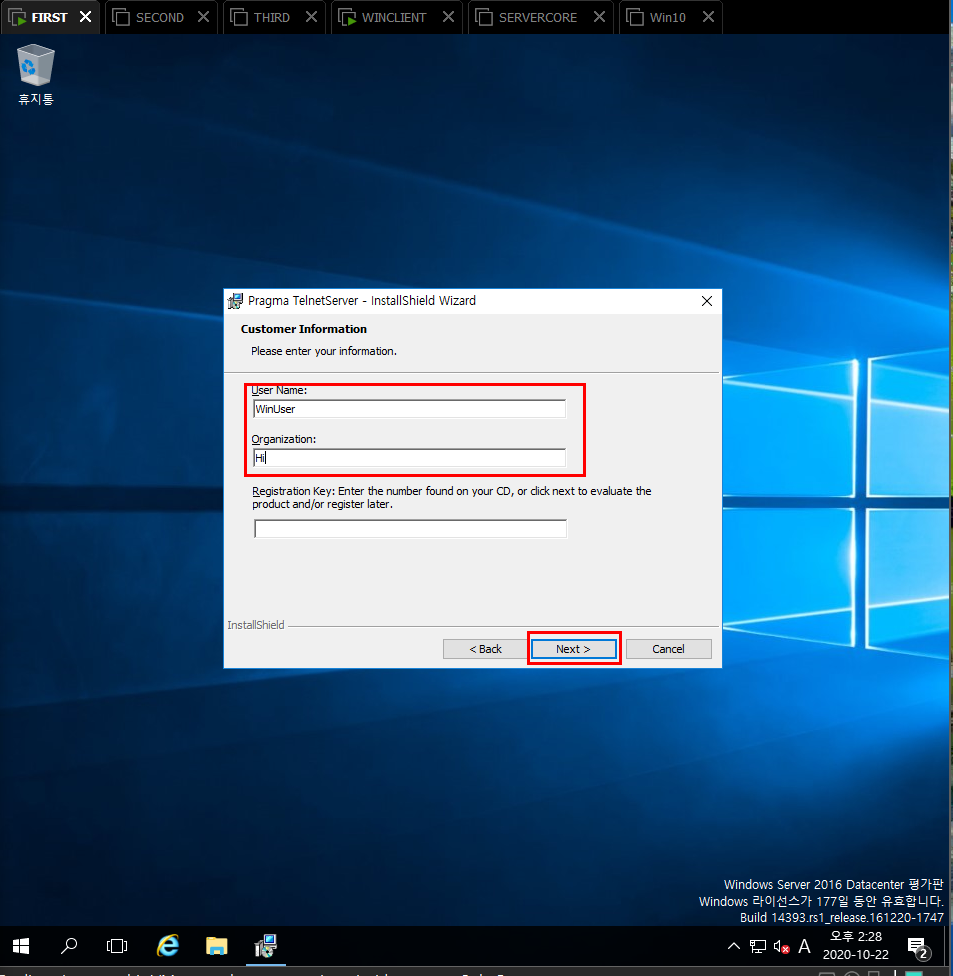 FIRST
SECOND
THIRD
WINCLIENT
SERVERCORE
Win10
휴지통
Pragma TelnetServer - InstallShield Wizard
Customer Information
Please enter your information.
User Name:
WinUser
Organization:
Hi
Registration Key: Enter the number found on your CD, or click next to evaluate the
product and/or register later.
InstallShield
< Back
Next >
Cancel
Windows Server 2016 Datacenter 평가판
Windows 라이선스가 177일 동안 유효합니다.
Build 14393.rs1_release.161220-1747
A
오후 2:28
2020-10-22
2